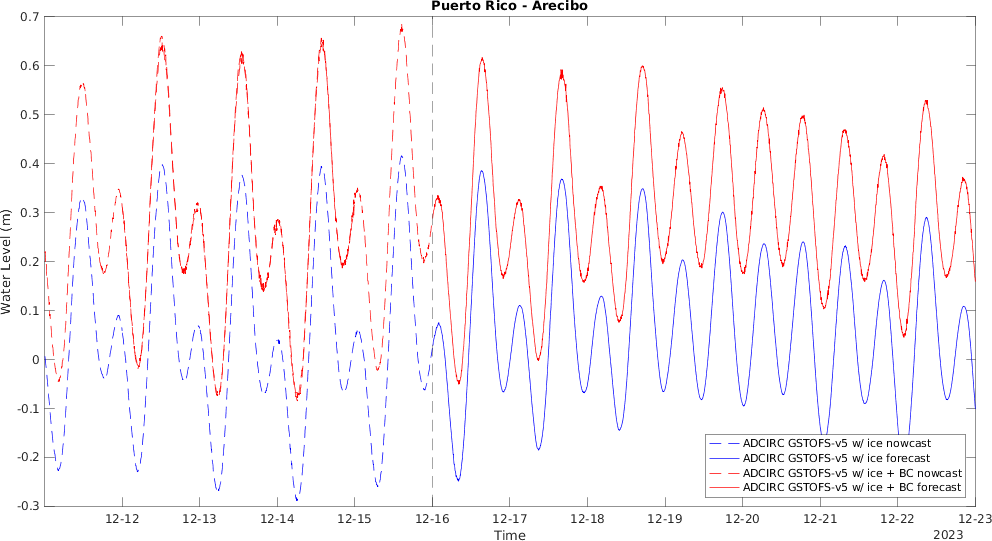 Puerto Rico - Arecibo
Water Level (m)
0.7
0.6
0.5
0.4
0.3
0.2
0.1
0
-0.1
-0.2
-0.3
ADCIRC GSTOFS-v5 w/ ice nowcast
ADCIRC GSTOFS-v5 w/ ice forecast
ADCIRC GSTOFS-v5 w/ ice + BC nowcast
ADCIRC GSTOFS-v5 w/ ice + BC forecast
12-12 12-13 12-14 12-15 12-16 12-17 12-18 12-19 12-20 12-21 12-22 12-23
Time
2023